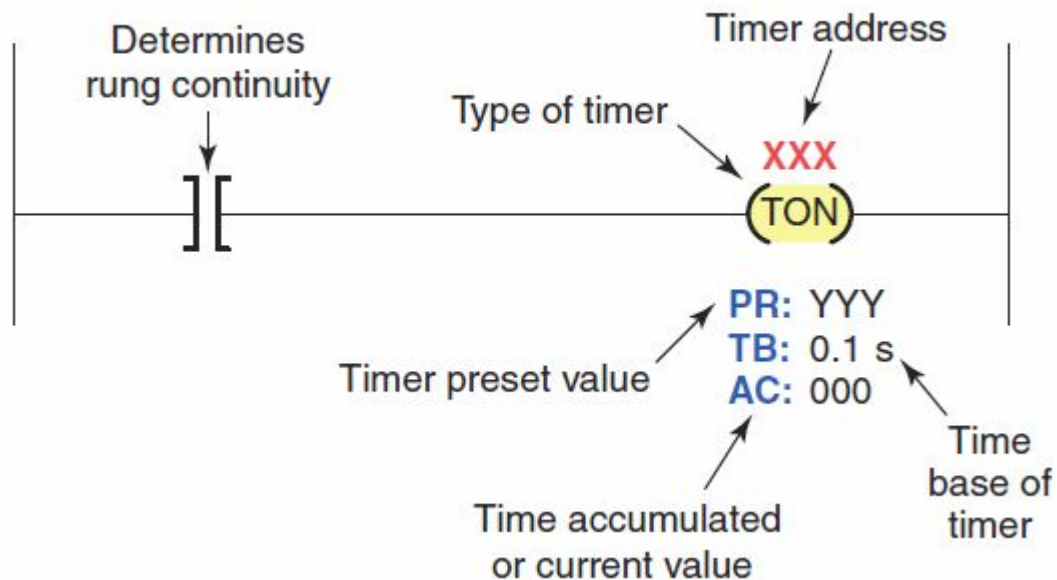 Determines
rung continuity
Timer address
Type of timer
XXX
TON
PR: YYY
TB: 0.1 s
AC: 000
Timer preset value
Time
base of
timer
Time accumulated
or current value